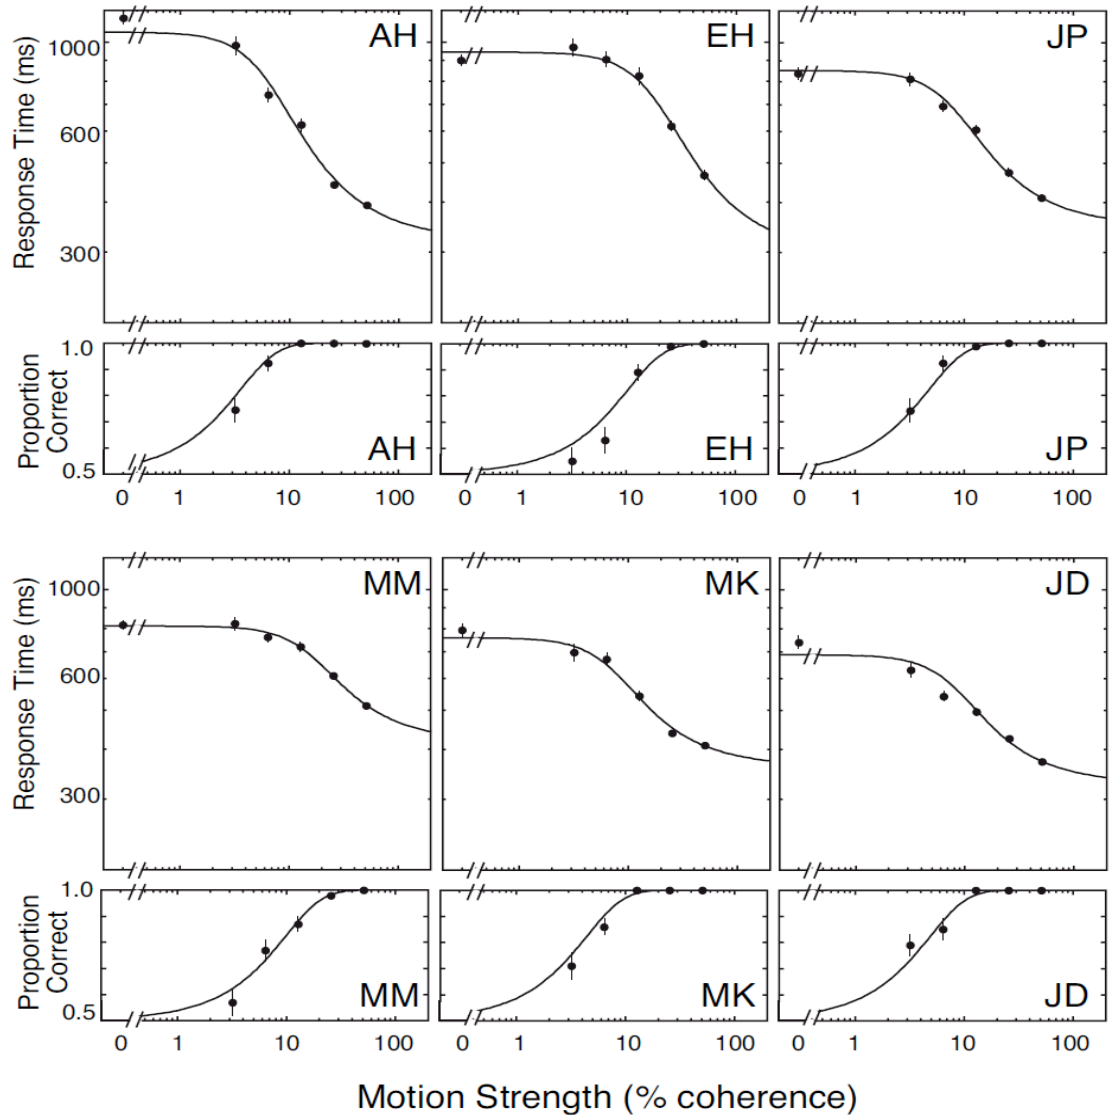 AH EH JP
Response Time (ms)
1000
600
300
Proportion
Correct
1.0
0.5
AH EH JP
0 1 10 100 0 1 10 100 0 1 10 100
MM MK JD
Response Time (ms)
1000
600
300
Proportion
Correct
1.0
0.5
MM MK JD
0 1 10 100 0 1 10 100 0 1 10 100
Motion Strength (% coherence)